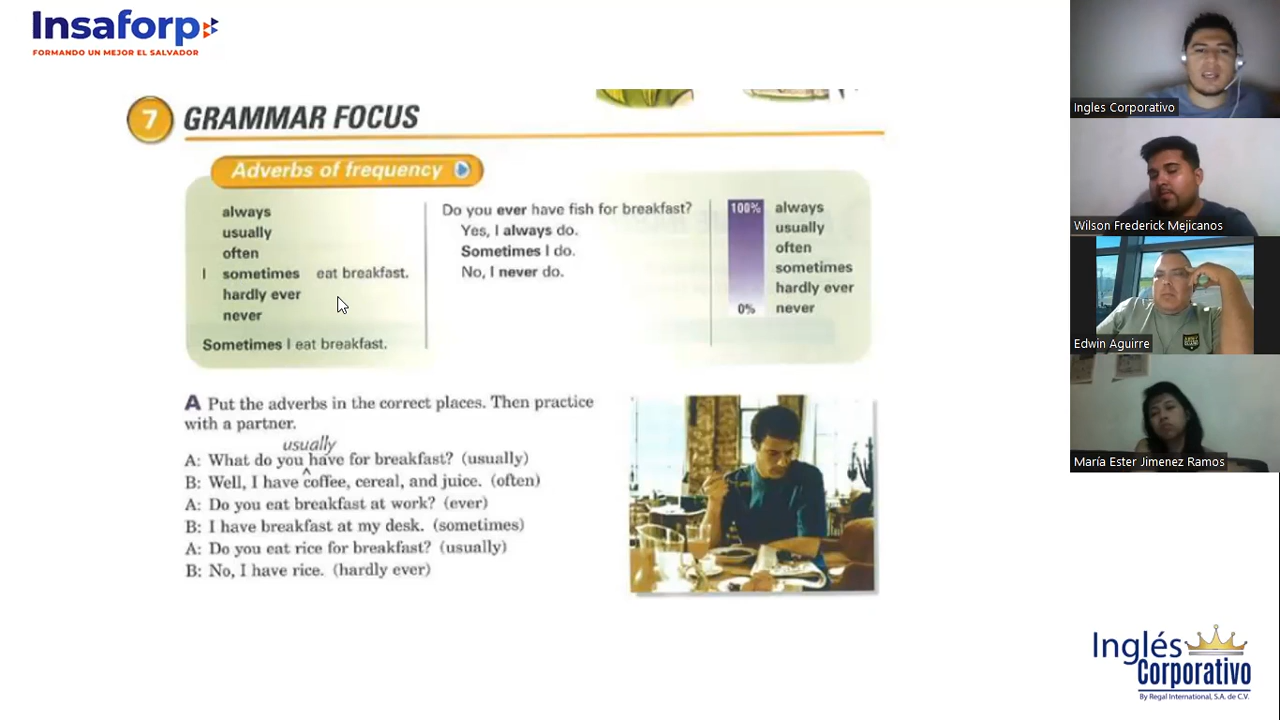 Insaforp
FORMANDO UN MEJOR EL SALVADOR
7 GRAMMAR FOCUS
Adverbs of frequency
always
usually
often
I sometimes eat breakfast.
hardly ever
never
Sometimes I eat breakfast.
Do you ever have fish for breakfast?
Yes, I always do.
Sometimes I do.
No, I never do.
100% always
usually
often
sometimes
hardly ever
0% never
A Put the adverbs in the correct places. Then practice
with a partner.
usually
A: What do you ^ have for breakfast? (usually)
B: Well, I have coffee, cereal, and juice. (often)
A: Do you eat breakfast at work? (ever)
B: I have breakfast at my desk. (sometimes)
A: Do you eat rice for breakfast? (usually)
B: No, I have rice. (hardly ever)
Ingles Corporativo
Wilson Frederick Mejicanos
Edwin Aguirre
María Ester Jimenez Ramos
Inglés
Corporativo
By Regal International, S.A. de C.V.